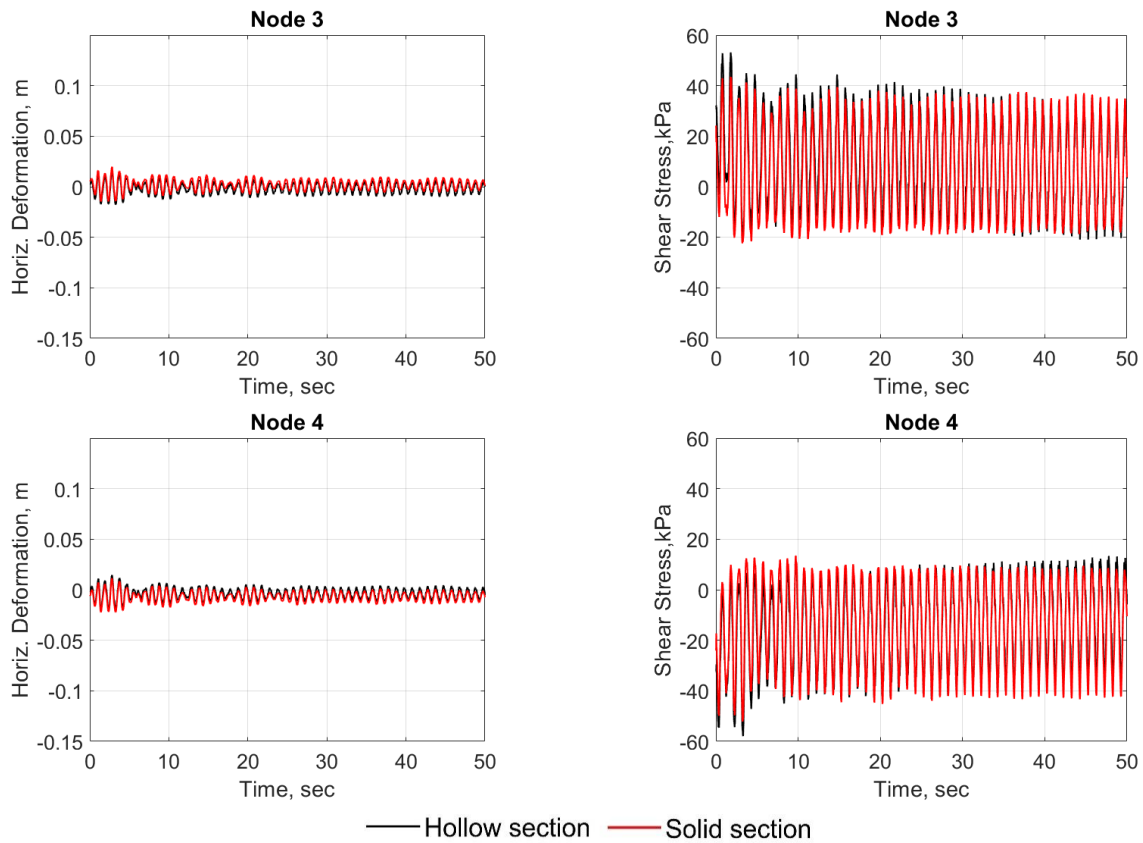 Node 3
0.1
0.05
0
-0.05
-0.1
-0.15
Horiz. Deformation, m
0 10 20 30 40 50
Time, sec
Node 3
60
40
20
0
-20
-40
-60
Shear Stress,kPa
0 10 20 30 40 50
Time, sec
Node 4
0.1
0.05
0
-0.05
-0.1
-0.15
Horiz. Deformation, m
0 10 20 30 40 50
Time, sec
Node 4
60
40
20
0
-20
-40
-60
Shear Stress,kPa
0 10 20 30 40 50
Time, sec
Hollow section Solid section